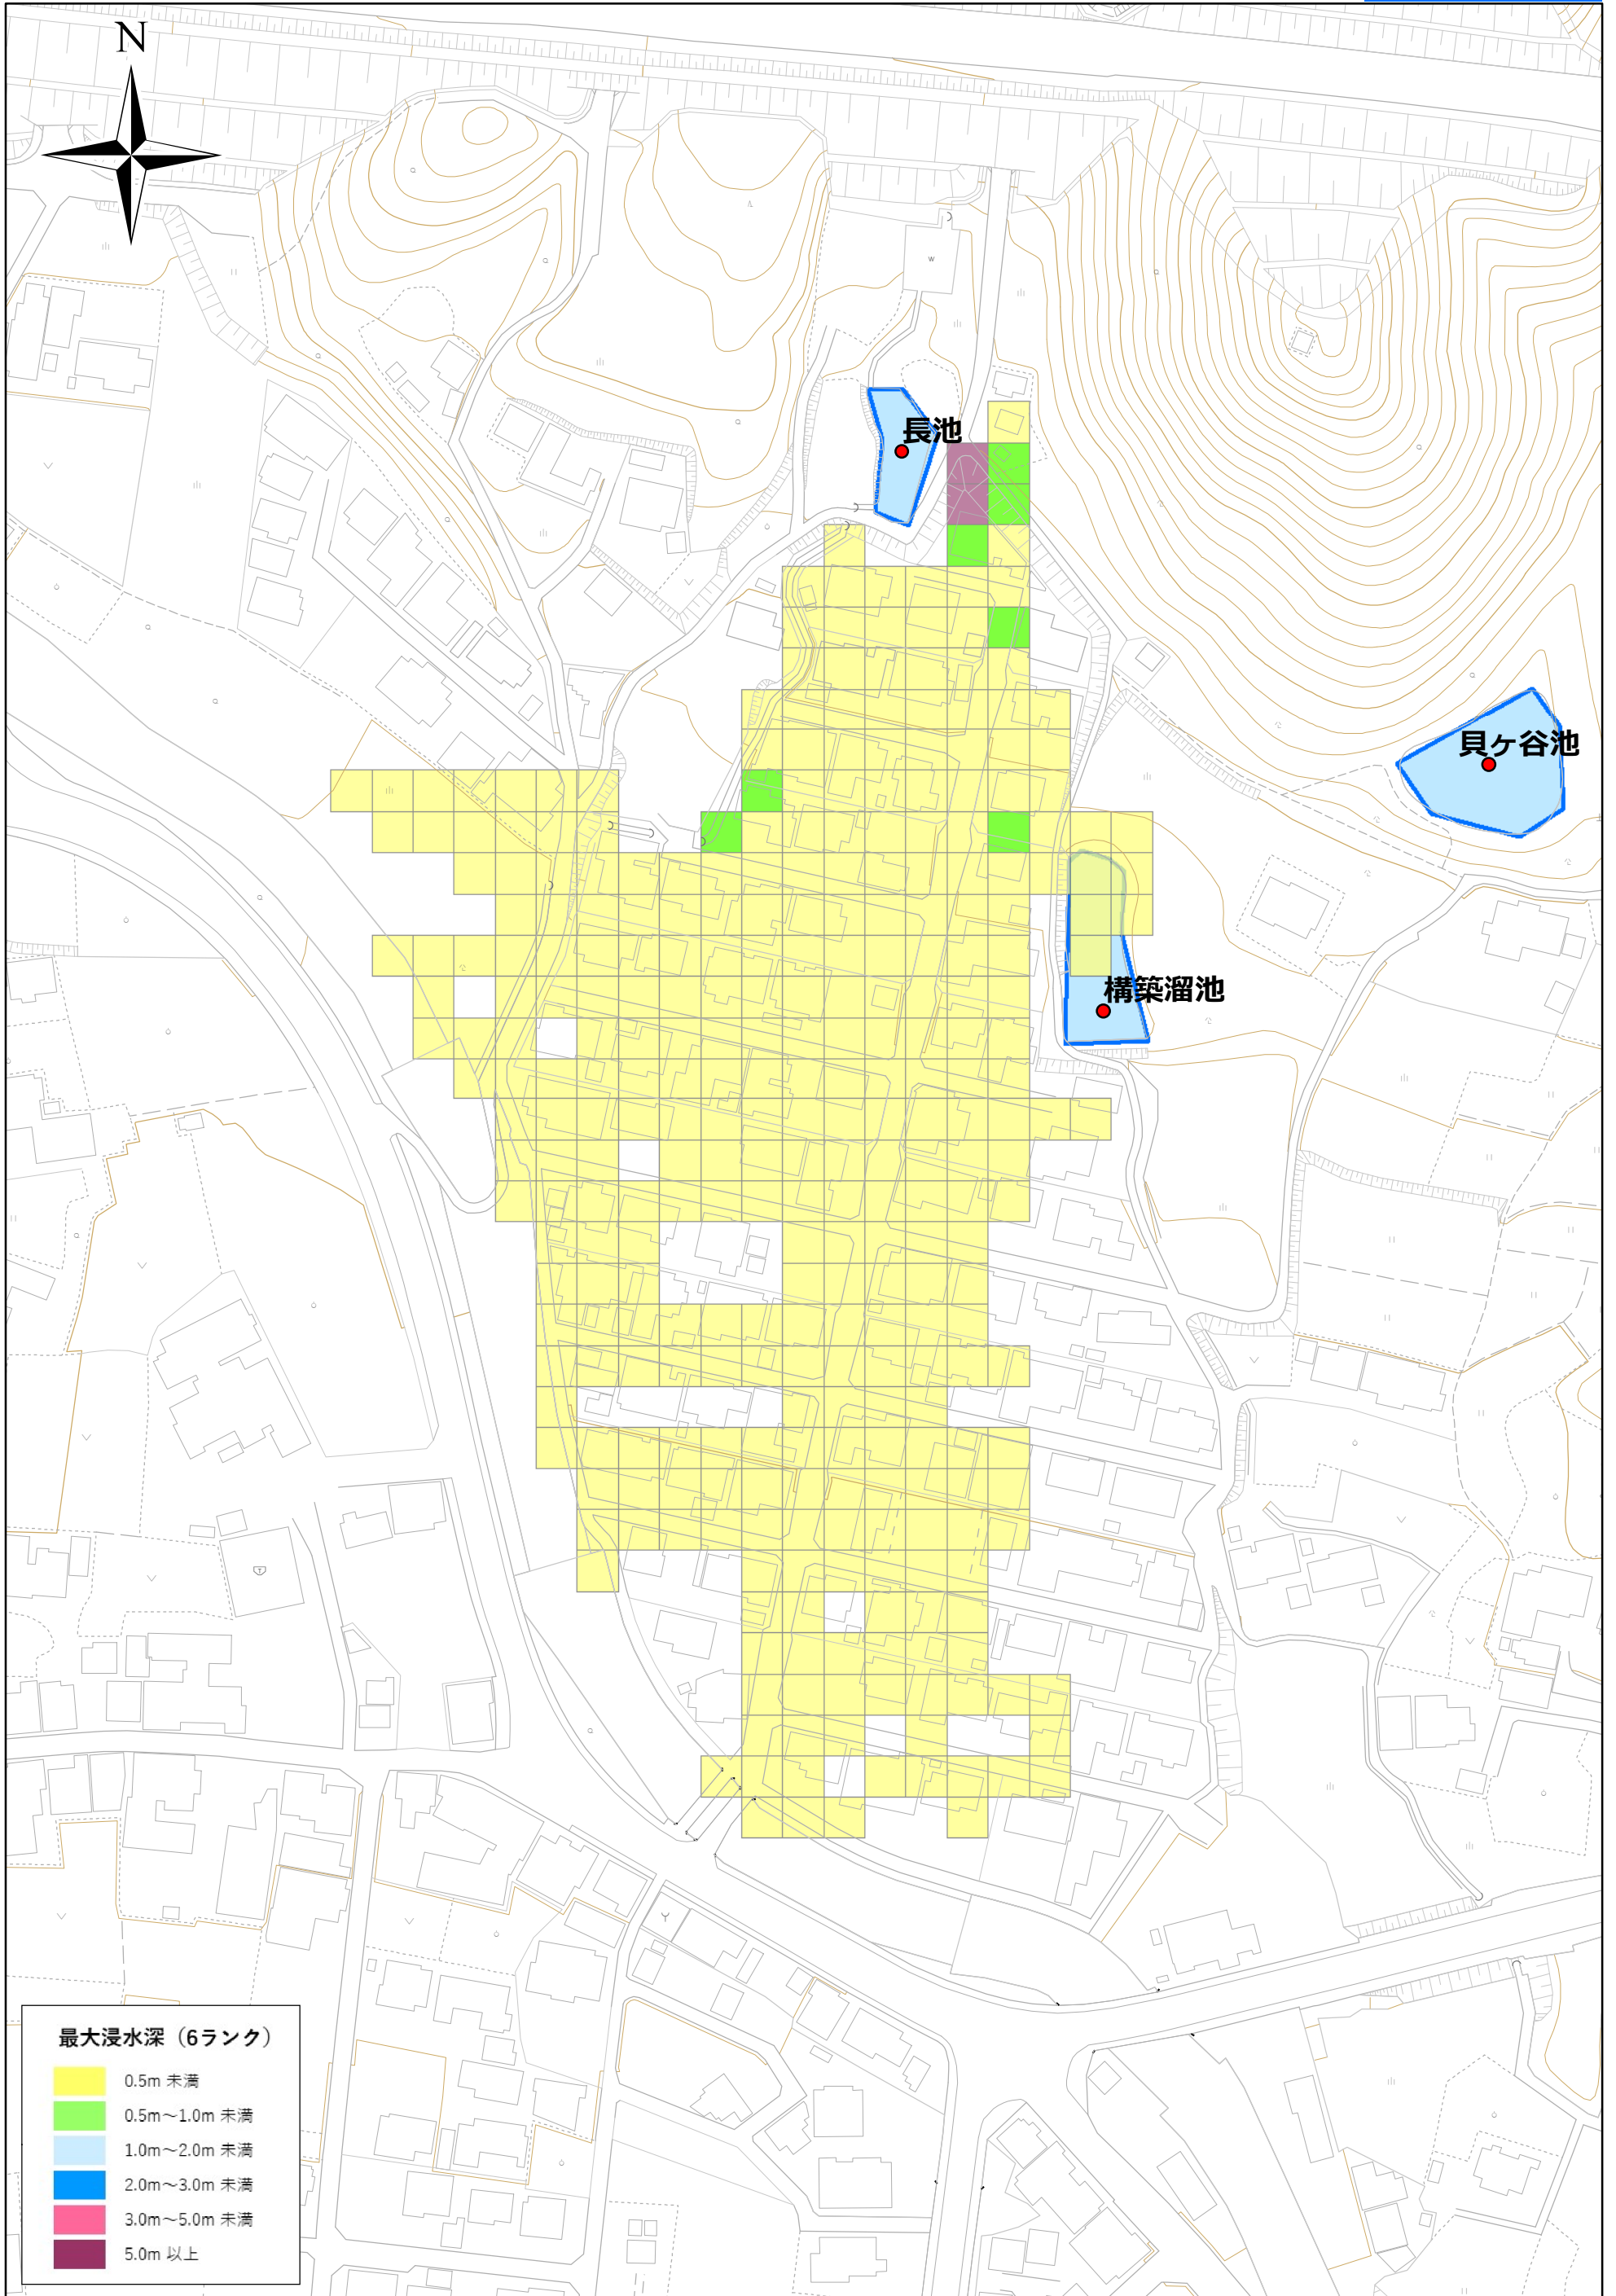 N
長池
貝ヶ谷池
構築溜池
最大浸水深（6ランク）
0.5m 未満
0.5m～1.0m 未満
1.0m～2.0m 未満
2.0m～3.0m 未満
3.0m～5.0m 未満
5.0m 以上